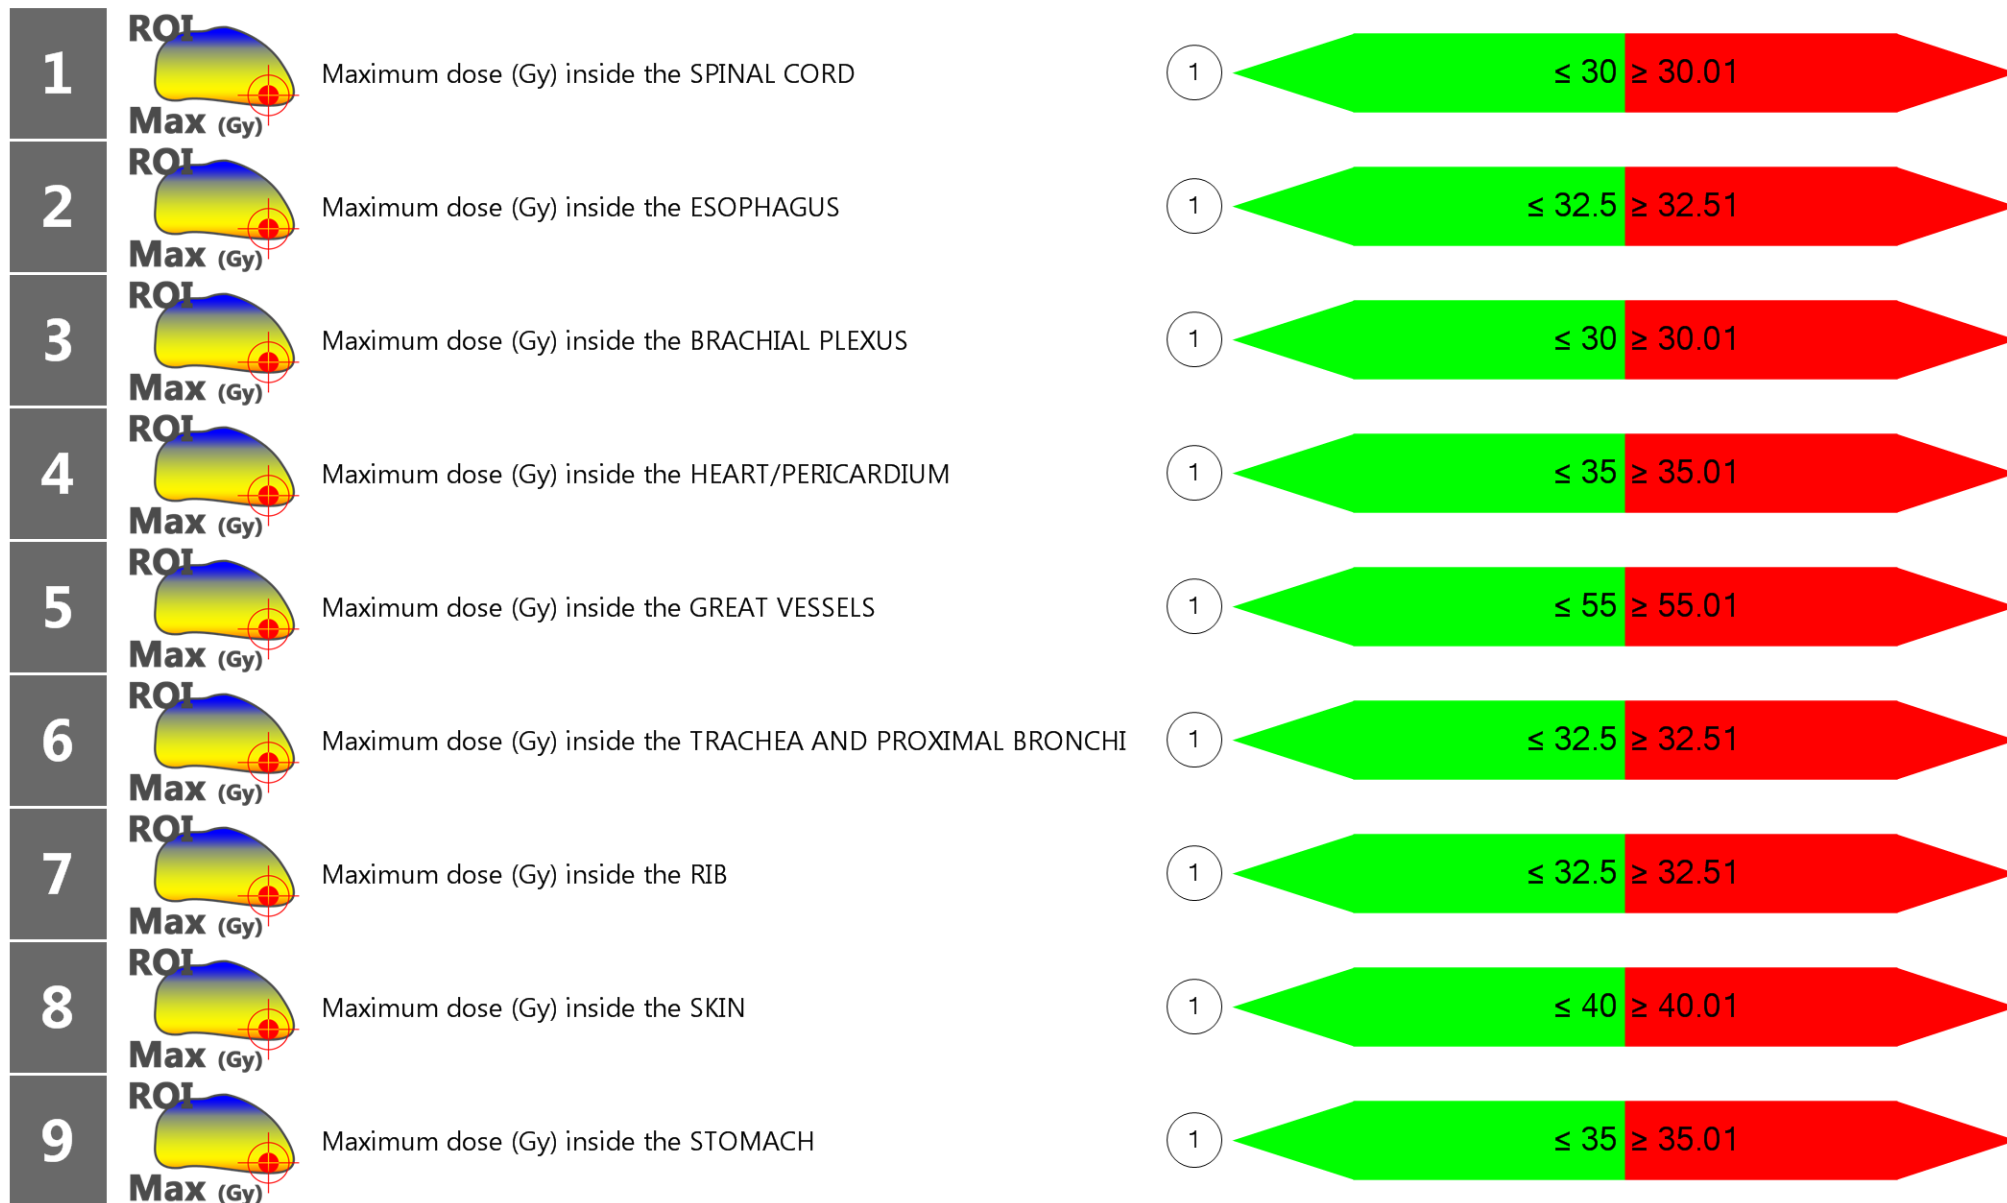 1 ROI Max (Gy) Maximum dose (Gy) inside the SPINAL CORD 1 ≤ 30 ≥ 30.01
2 ROI Max (Gy) Maximum dose (Gy) inside the ESOPHAGUS 1 ≤ 32.5 ≥ 32.51
3 ROI Max (Gy) Maximum dose (Gy) inside the BRACHIAL PLEXUS 1 ≤ 30 ≥ 30.01
4 ROI Max (Gy) Maximum dose (Gy) inside the HEART/PERICARDIUM 1 ≤ 35 ≥ 35.01
5 ROI Max (Gy) Maximum dose (Gy) inside the GREAT VESSELS 1 ≤ 55 ≥ 55.01
6 ROI Max (Gy) Maximum dose (Gy) inside the TRACHEA AND PROXIMAL BRONCHI 1 ≤ 32.5 ≥ 32.51
7 ROI Max (Gy) Maximum dose (Gy) inside the RIB 1 ≤ 32.5 ≥ 32.51
8 ROI Max (Gy) Maximum dose (Gy) inside the SKIN 1 ≤ 40 ≥ 40.01
9 ROI Max (Gy) Maximum dose (Gy) inside the STOMACH 1 ≤ 35 ≥ 35.01